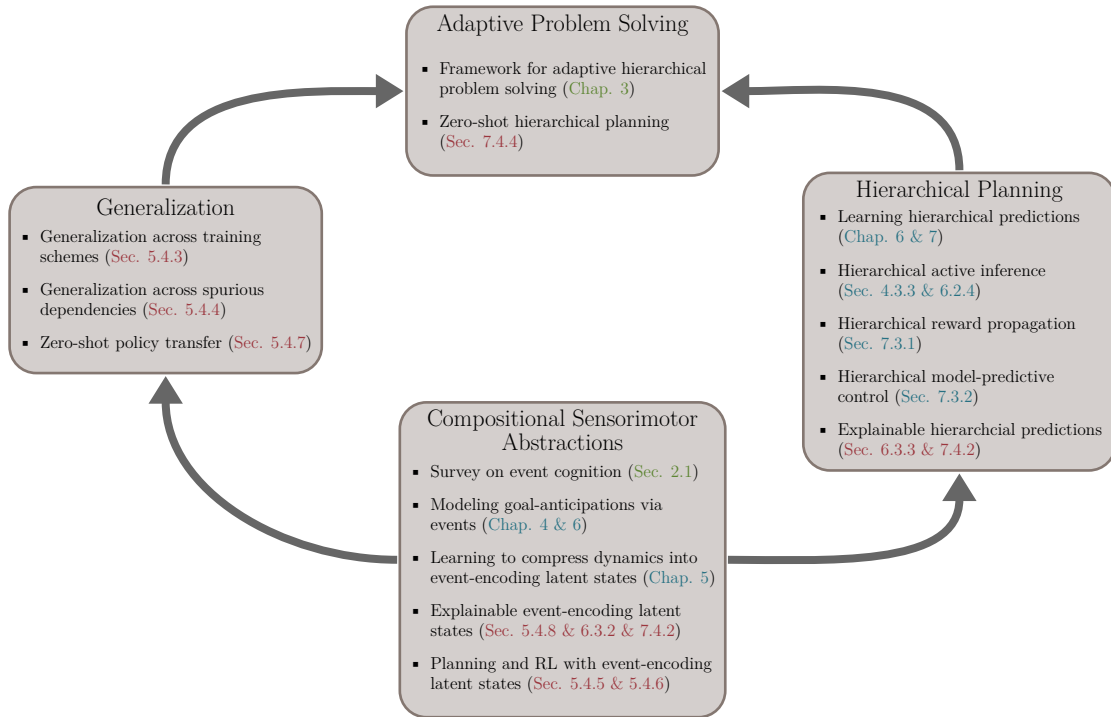 Adaptive Problem Solving
▪ Framework for adaptive hierarchical
problem solving (Chap. 3)
▪ Zero-shot hierarchical planning
(Sec. 7.4.4)
Generalization
▪ Generalization across training
schemes (Sec. 5.4.3)
▪ Generalization across spurious
dependencies (Sec. 5.4.4)
▪ Zero-shot policy transfer (Sec. 5.4.7)
Hierarchical Planning
▪ Learning hierarchical predictions
(Chap. 6 & 7)
▪ Hierarchical active inference
(Sec. 4.3.3 & 6.2.4)
▪ Hierarchical reward propagation
(Sec. 7.3.1)
▪ Hierarchical model-predictive
control (Sec. 7.3.2)
▪ Explainable hierarchcial predictions
(Sec. 6.3.3 & 7.4.2)
Compositional Sensorimotor
Abstractions
▪ Survey on event cognition (Sec. 2.1)
▪ Modeling goal-anticipations via
events (Chap. 4 & 6)
▪ Learning to compress dynamics into
event-encoding latent states (Chap. 5)
▪ Explainable event-encoding latent
states (Sec. 5.4.8 & 6.3.2 & 7.4.2)
▪ Planning and RL with event-encoding
latent states (Sec. 5.4.5 & 5.4.6)